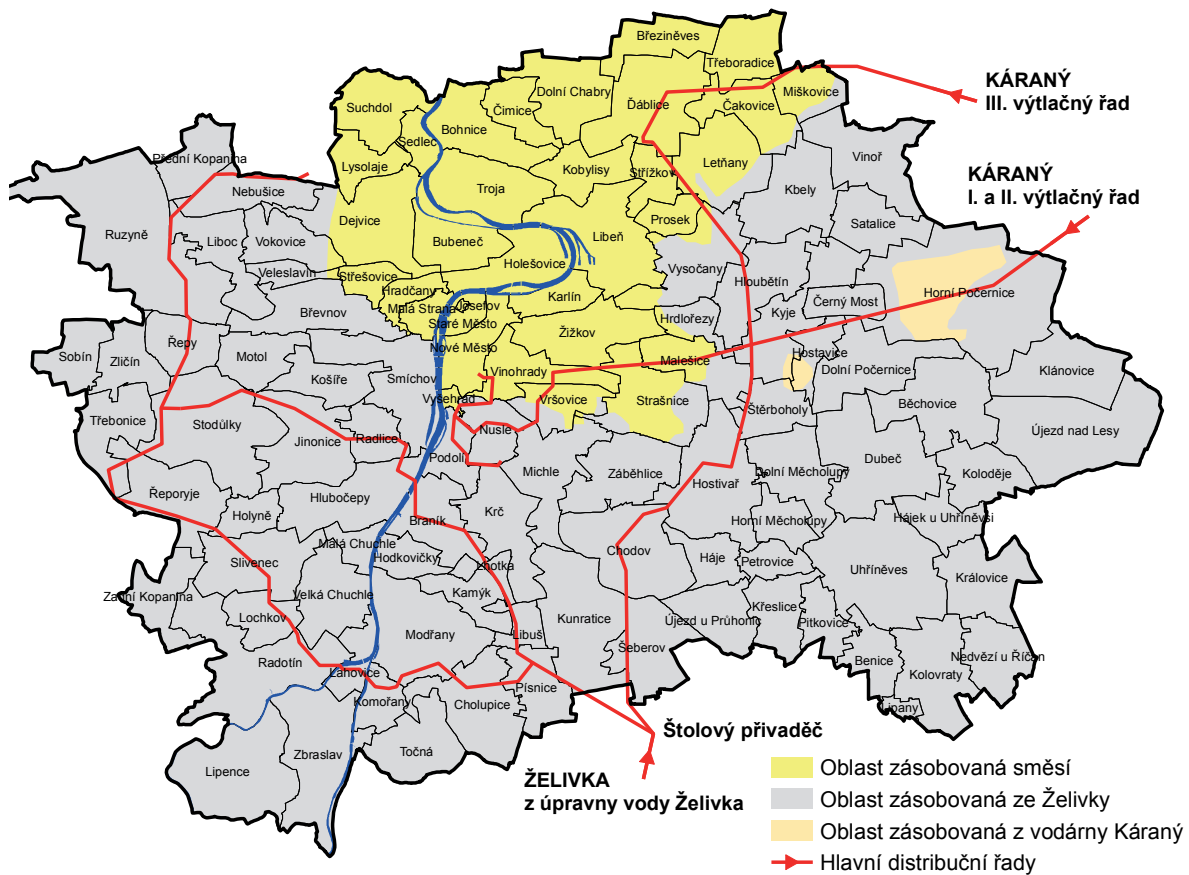 Březiněves
Třeboradice
KÁRANÝ
III. výtlačný řad
Suchdol
Čimice
Dolní Chabry
Ďáblice
Čakovice
Miškovice
Bohnice
Sedlec
Přední Kopanina
Lysolaje
Kobylisy
Střížkov
Letňany
Vinoř
KÁRANÝ
I. a II. výtlačný řad
Nebušice
Troja
Kbely
Dejvice
Prosek
Satalice
Ruzyně
Liboc
Vokovice
Bubeneč
Libeň
Holešovice
Vysočany
Veleslavín
Střešovice
Hloubětín
Hradčany
Horní Počernice
Břevnov
Malá Strana
Josefov
Karlín
Černý Most
Staré Město
Hrdlořezy
Kyje
Žižkov
Sobín
Zličín
Řepy
Motol
Nové Město
Malešice
Hostavice
Košíře
Smíchov
Vinohrady
Dolní Počernice
Klánovice
Vyšehrad
Vršovice
Strašnice
Běchovice
Třebonice
Stodůlky
Štěrboholy
Jinonice
Radlice
Nusle
Újezd nad Lesy
Podolí
Michle
Záběhlice
Dubeč
Řeporyje
Hlubočepy
Hostivař
Dolní Měcholupy
Koloděje
Holyně
Braník
Krč
Horní Měcholupy
Hájek u Uhříněvsi
Malá Chuchle
Hodkovičky
Chodov
Slivenec
Lhotka
Háje
Petrovice
Uhříněves
Královice
Zadní Kopanina
Velká Chuchle
Kamýk
Lochkov
Kunratice
Újezd u Průhonic
Křeslice
Pitkovice
Modřany
Libuš
Šeberov
Radotín
Benice
Nedvězí u Říčan
Lahovice
Kolovraty
Písnice
Komořany
Cholupice
Lipany
Štolový přivaděč
Točná
Zbraslav
Lipence
ŽELIVKA
z úpravny vody Želivka
Oblast zásobovaná směsí
Oblast zásobovaná ze Želivky
Oblast zásobovaná z vodárny Káraný
Hlavní distribuční řady